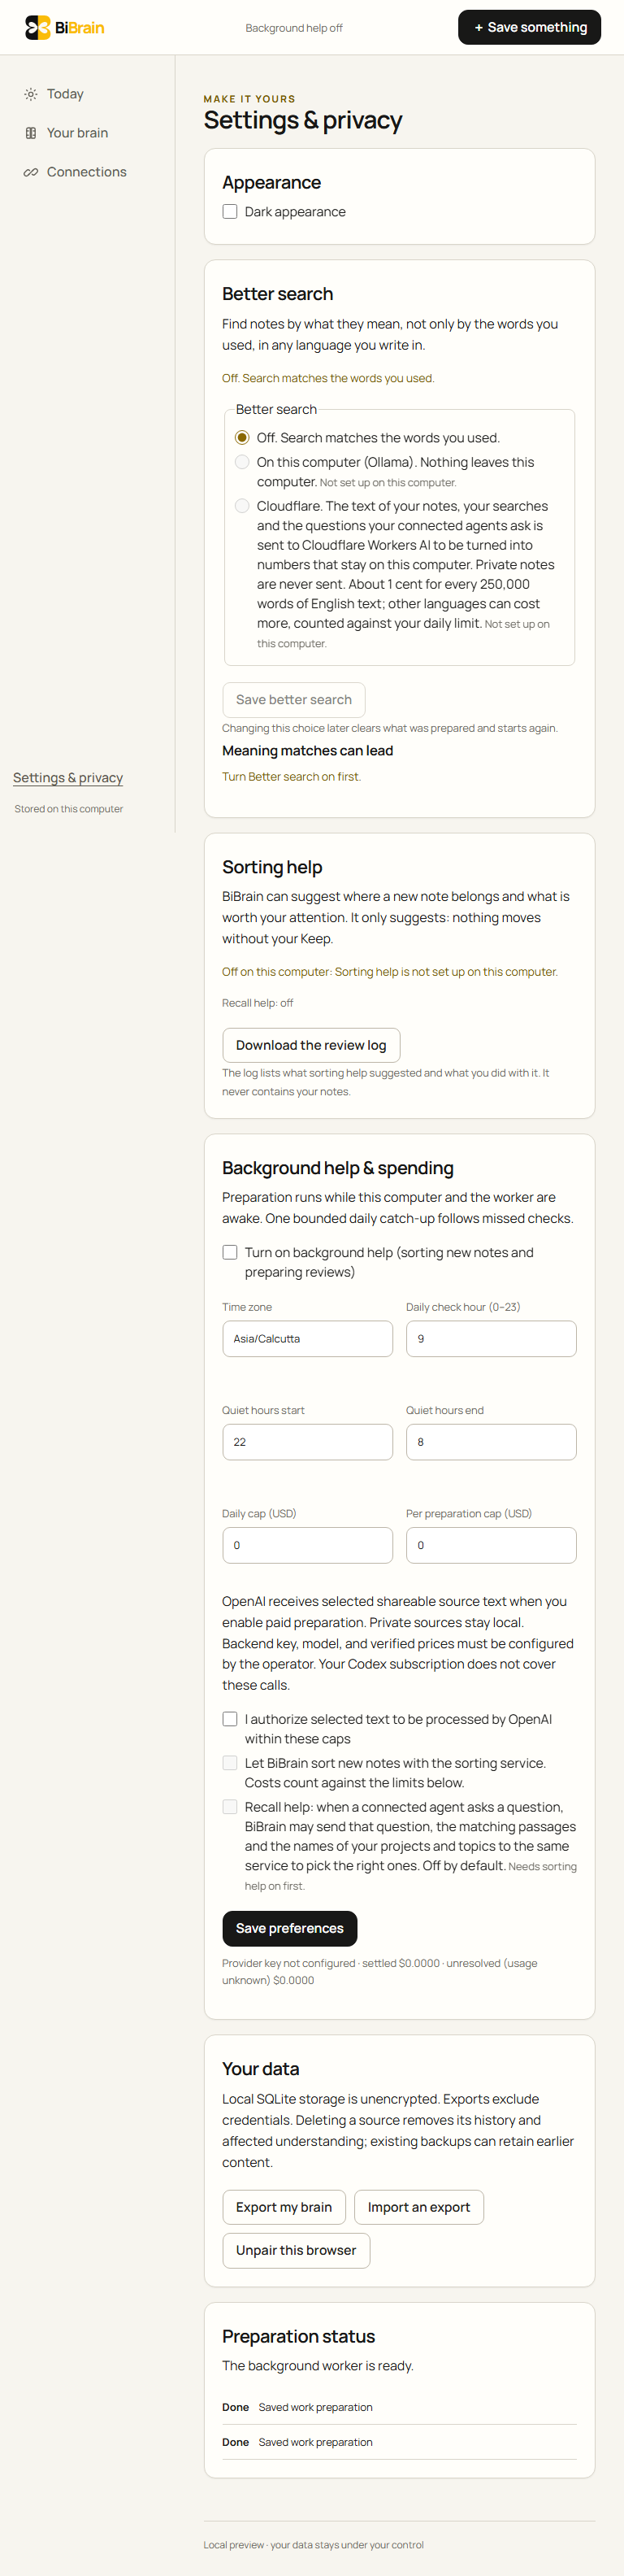 BiBrain
Background help off
+ Save something
Today
Your brain
Connections
Settings & privacy
Stored on this computer
MAKE IT YOURS
Settings & privacy
Appearance
Dark appearance
Better search
Find notes by what they mean, not only by the words you
used, in any language you write in.
Off. Search matches the words you used.
Better search
Off. Search matches the words you used.
On this computer (Ollama). Nothing leaves this
computer. Not set up on this computer.
Cloudflare. The text of your notes, your searches
and the questions your connected agents ask is
sent to Cloudflare Workers AI to be turned into
numbers that stay on this computer. Private notes
are never sent. About 1 cent for every 250,000
words of English text; other languages can cost
more, counted against your daily limit. Not set up on
this computer.
Save better search
Changing this choice later clears what was prepared and starts again.
Meaning matches can lead
Turn Better search on first.
Sorting help
BiBrain can suggest where a new note belongs and what is
worth your attention. It only suggests: nothing moves
without your Keep.
Off on this computer: Sorting help is not set up on this computer.
Recall help: off
Download the review log
The log lists what sorting help suggested and what you did with it. It
never contains your notes.
Background help & spending
Preparation runs while this computer and the worker are
awake. One bounded daily catch-up follows missed checks.
Turn on background help (sorting new notes and
preparing reviews)
Time zone
Daily check hour (0–23)
Asia/Calcutta
9
Quiet hours start
Quiet hours end
22
8
Daily cap (USD)
Per preparation cap (USD)
0
0
OpenAI receives selected shareable source text when you
enable paid preparation. Private sources stay local.
Backend key, model, and verified prices must be configured
by the operator. Your Codex subscription does not cover
these calls.
I authorize selected text to be processed by OpenAI
within these caps
Let BiBrain sort new notes with the sorting service.
Costs count against the limits below.
Recall help: when a connected agent asks a question,
BiBrain may send that question, the matching passages
and the names of your projects and topics to the same
service to pick the right ones. Off by default. Needs sorting
help on first.
Save preferences
Provider key not configured · settled $0.0000 · unresolved (usage
unknown) $0.0000
Your data
Local SQLite storage is unencrypted. Exports exclude
credentials. Deleting a source removes its history and
affected understanding; existing backups can retain earlier
content.
Export my brain
Import an export
Unpair this browser
Preparation status
The background worker is ready.
Done Saved work preparation
Done Saved work preparation
Local preview · your data stays under your control